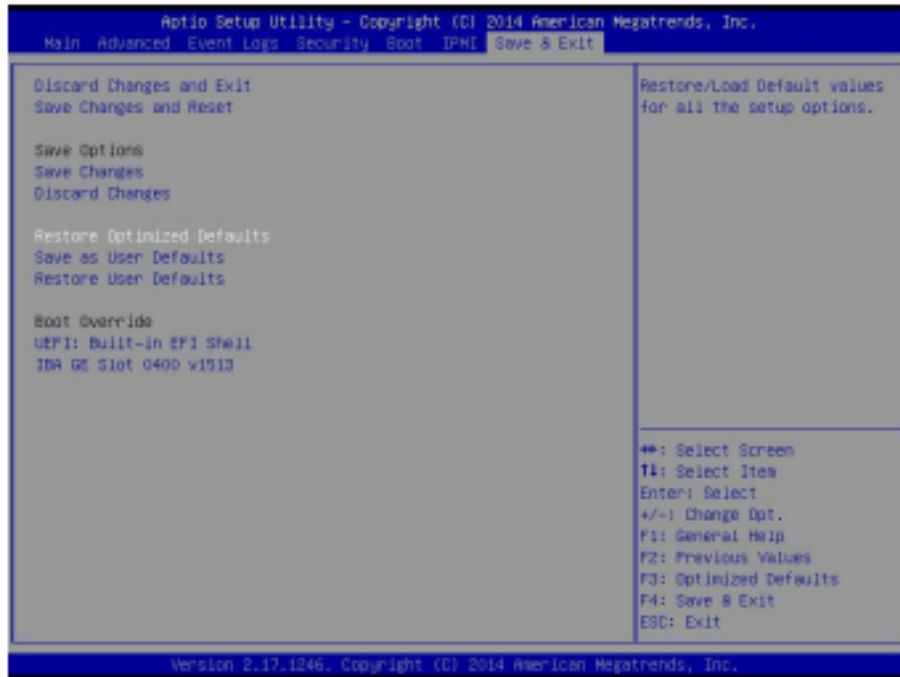 Aptio Setup Utility - Copyright (C) 2014 American Megatrends, Inc.
Main Advanced Event Logs Security Boot IPMI Save & Exit
Discard Changes and Exit
Save Changes and Reset
Save Options
Save Changes
Discard Changes
Restore Optimized Defaults
Save as User Defaults
Restore User Defaults
Boot Override
UEFI: Built-in EFI Shell
IBA GE Slot 0400 v1513
Restore/Load Default values
for all the setup options.
↔: Select Screen
↑↓: Select Item
Enter: Select
+/-: Change Opt.
F1: General Help
F2: Previous Values
F3: Optimized Defaults
F4: Save & Exit
ESC: Exit
Version 2.17.1246. Copyright (C) 2014 American Megatrends, Inc.